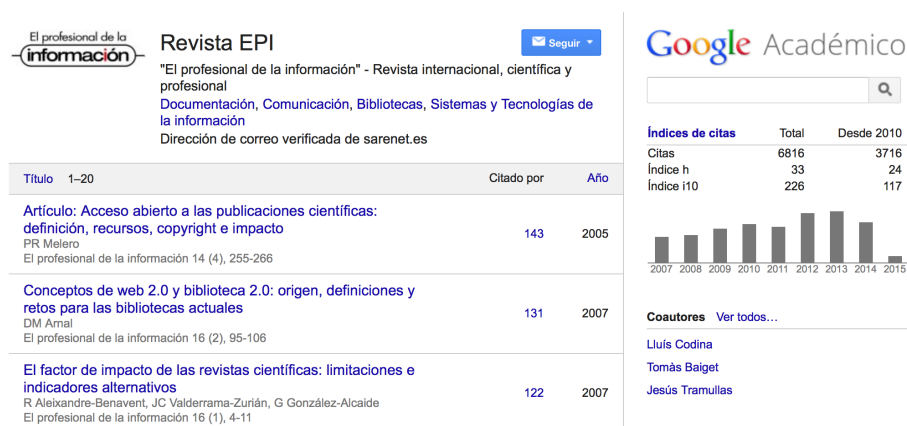 El profesional de la
información
Revista EPI
Seguir
"El profesional de la información" - Revista internacional, científica y
profesional
Documentación, Comunicación, Bibliotecas, Sistemas y Tecnologías de
la información
Dirección de correo verificada de sarenet.es
Título 1–20 Citado por Año
Artículo: Acceso abierto a las publicaciones científicas:
definición, recursos, copyright e impacto
PR Melero
El profesional de la información 14 (4), 255-266
143 2005
Conceptos de web 2.0 y biblioteca 2.0: origen, definiciones y
retos para las bibliotecas actuales
DM Arnal
El profesional de la información 16 (2), 95-106
131 2007
El factor de impacto de las revistas científicas: limitaciones e
indicadores alternativos
R Aleixandre-Benavent, JC Valderrama-Zurián, G González-Alcaide
El profesional de la información 16 (1), 4-11
122 2007
Google Académico
Índices de citas Total Desde 2010
Citas 6816 3716
Índice h 33 24
Índice i10 226 117
2007 2008 2009 2010 2011 2012 2013 2014 2015
Coautores Ver todos…
Lluís Codina
Tomàs Baiget
Jesús Tramullas